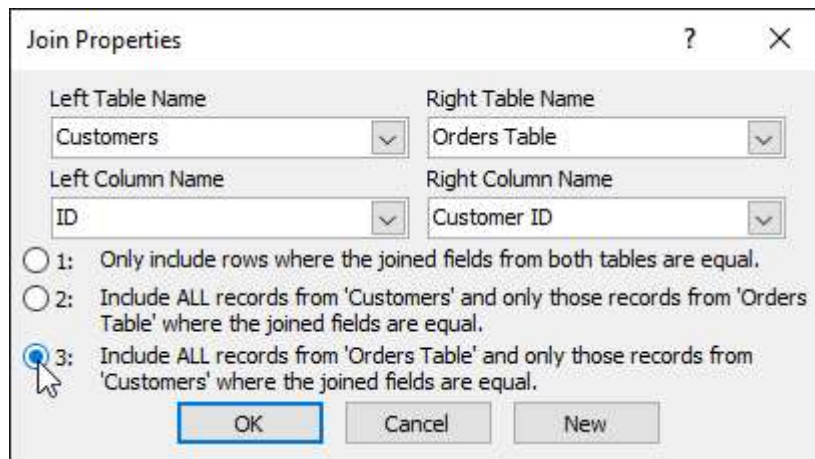 Join Properties
Left Table Name
Right Table Name
Customers
Orders Table
Left Column Name
Right Column Name
ID
Customer ID
1: Only include rows where the joined fields from both tables are equal.
2: Include ALL records from 'Customers' and only those records from 'Orders
Table' where the joined fields are equal.
3: Include ALL records from 'Orders Table' and only those records from
'Customers' where the joined fields are equal.
OK
Cancel
New